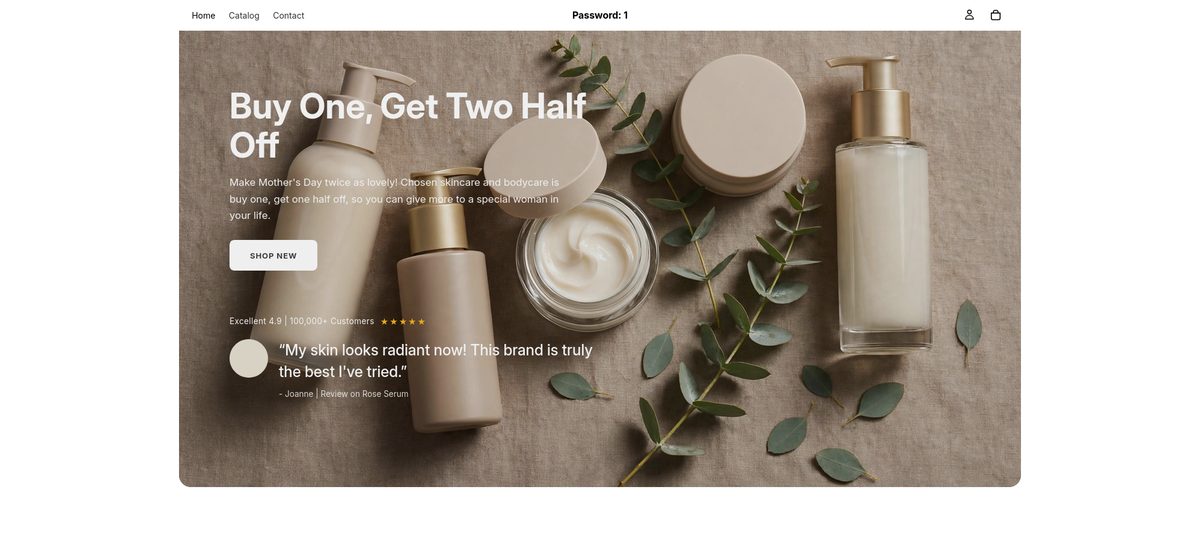 Home Catalog Contact
Password: 1
Buy One, Get Two Half
Off
Make Mother's Day twice as lovely! Chosen skincare and bodycare is
buy one, get one half off, so you can give more to a special woman in
your life.
SHOP NEW
Excellent 4.9 | 100,000+ Customers ★★★★★
“My skin looks radiant now! This brand is truly
the best I've tried.”
- Joanne | Review on Rose Serum